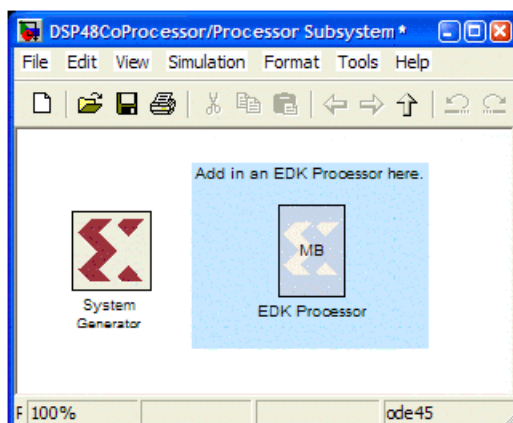 DSP48CoProcessor/Processor Subsystem *
File Edit View Simulation Format Tools Help
Add in an EDK Processor here.
MB
System
Generator
EDK Processor
F 100% ode45